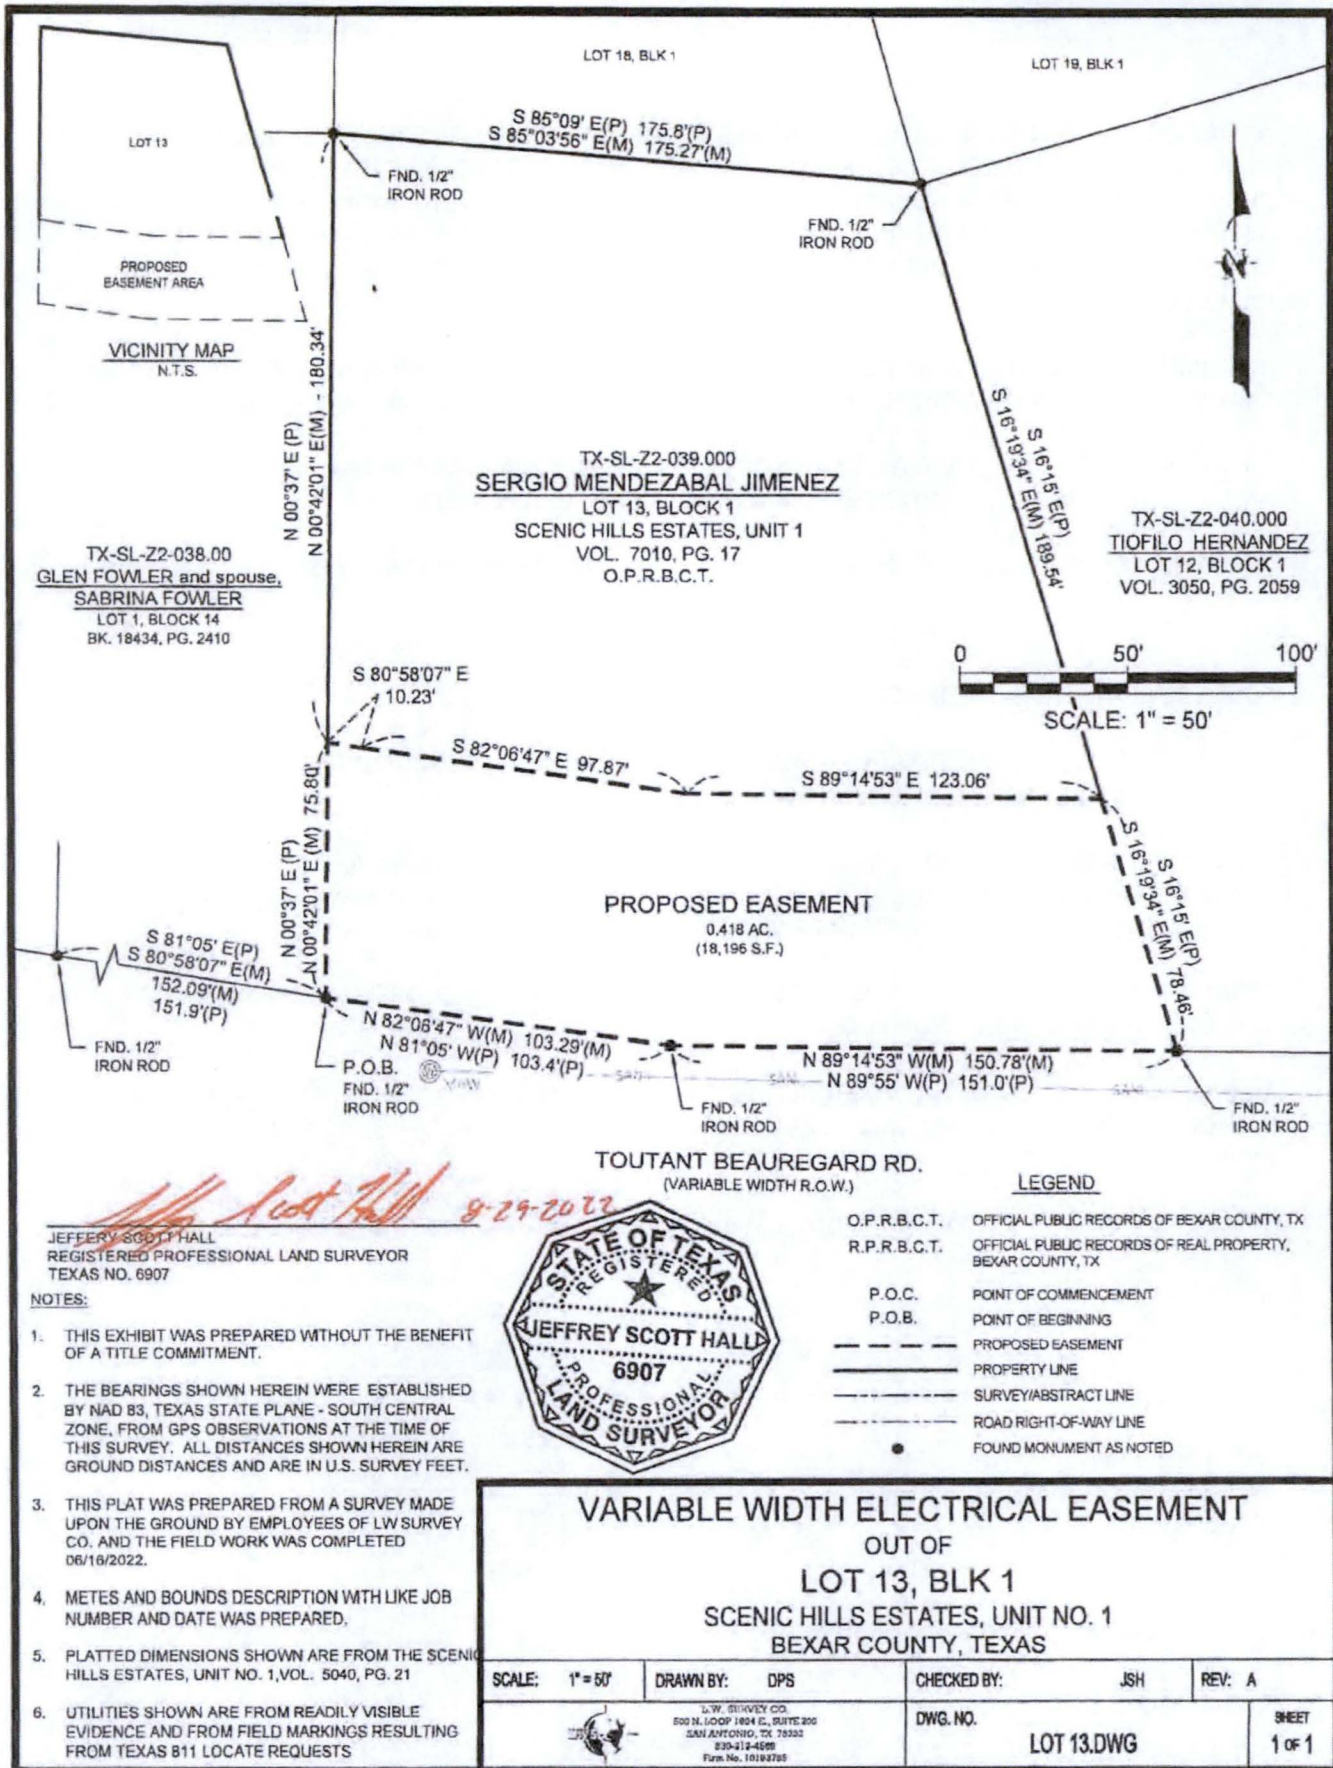 LOT 18, BLK 1
LOT 19, BLK 1
S 85°09' E(P) 175.8'(P)
S 85°03'56" E(M) 175.27'(M)
LOT 13
FND. 1/2"
IRON ROD
FND. 1/2"
IRON ROD
PROPOSED
EASEMENT AREA
VICINITY MAP
N.T.S.
N
N 00°37' E (P)
N 00°42'01" E(M) - 180.34'
S 16°15' E(P)
S 16°19'34" E(M) 189.54'
TX-SL-Z2-039.000
SERGIO MENDEZABAL JIMENEZ
LOT 13, BLOCK 1
SCENIC HILLS ESTATES, UNIT 1
VOL. 7010, PG. 17
O.P.R.B.C.T.
TX-SL-Z2-038.00
GLEN FOWLER and spouse,
SABRINA FOWLER
LOT 1, BLOCK 14
BK. 18434, PG. 2410
TX-SL-Z2-040.000
TIOFILO HERNANDEZ
LOT 12, BLOCK 1
VOL. 3050, PG. 2059
0 50' 100'
SCALE: 1" = 50'
S 80°58'07" E
10.23'
S 82°06'47" E 97.87'
S 89°14'53" E 123.06'
N 00°37' E (P)
N 00°42'01" E (M) 75.80'
S 16°15' E(P)
S 16°19'34" E(M) 78.46'
PROPOSED EASEMENT
0.418 AC.
(18,196 S.F.)
S 81°05' E(P)
S 80°58'07" E(M)
152.09'(M)
151.9'(P)
FND. 1/2"
IRON ROD
P.O.B.
FND. 1/2"
IRON ROD
N 82°06'47" W(M) 103.29'(M)
N 81°05' W(P) 103.4'(P)
SAN SAN SAN
N 89°14'53" W(M) 150.78'(M)
N 89°55' W(P) 151.0'(P)
FND. 1/2"
IRON ROD
FND. 1/2"
IRON ROD
TOUTANT BEAUREGARD RD.
(VARIABLE WIDTH R.O.W.)
Scott Hall 8-29-2022
JEFFERY SCOTT HALL
REGISTERED PROFESSIONAL LAND SURVEYOR
TEXAS NO. 6907
STATE OF TEXAS
REGISTERED
JEFFREY SCOTT HALL
6907
PROFESSIONAL
LAND SURVEYOR
LEGEND
O.P.R.B.C.T. OFFICIAL PUBLIC RECORDS OF BEXAR COUNTY, TX
R.P.R.B.C.T. OFFICIAL PUBLIC RECORDS OF REAL PROPERTY,
BEXAR COUNTY, TX
P.O.C. POINT OF COMMENCEMENT
P.O.B. POINT OF BEGINNING
PROPOSED EASEMENT
PROPERTY LINE
SURVEY/ABSTRACT LINE
ROAD RIGHT-OF-WAY LINE
FOUND MONUMENT AS NOTED
NOTES:
1. THIS EXHIBIT WAS PREPARED WITHOUT THE BENEFIT
OF A TITLE COMMITMENT.
2. THE BEARINGS SHOWN HEREIN WERE ESTABLISHED
BY NAD 83, TEXAS STATE PLANE - SOUTH CENTRAL
ZONE, FROM GPS OBSERVATIONS AT THE TIME OF
THIS SURVEY. ALL DISTANCES SHOWN HEREIN ARE
GROUND DISTANCES AND ARE IN U.S. SURVEY FEET.
3. THIS PLAT WAS PREPARED FROM A SURVEY MADE
UPON THE GROUND BY EMPLOYEES OF LW SURVEY
CO. AND THE FIELD WORK WAS COMPLETED
06/16/2022.
4. METES AND BOUNDS DESCRIPTION WITH LIKE JOB
NUMBER AND DATE WAS PREPARED.
5. PLATTED DIMENSIONS SHOWN ARE FROM THE SCENIC
HILLS ESTATES, UNIT NO. 1, VOL. 5040, PG. 21
6. UTILITIES SHOWN ARE FROM READILY VISIBLE
EVIDENCE AND FROM FIELD MARKINGS RESULTING
FROM TEXAS 811 LOCATE REQUESTS
VARIABLE WIDTH ELECTRICAL EASEMENT
OUT OF
LOT 13, BLK 1
SCENIC HILLS ESTATES, UNIT NO. 1
BEXAR COUNTY, TEXAS
SCALE: 1" = 50' DRAWN BY: DPS CHECKED BY: JSH REV: A
L.W. SURVEY CO.
500 N. LOOP 1604 E., SUITE 200
SAN ANTONIO, TX
Firm No.
DWG. NO.
LOT 13.DWG
SHEET
1 OF 1